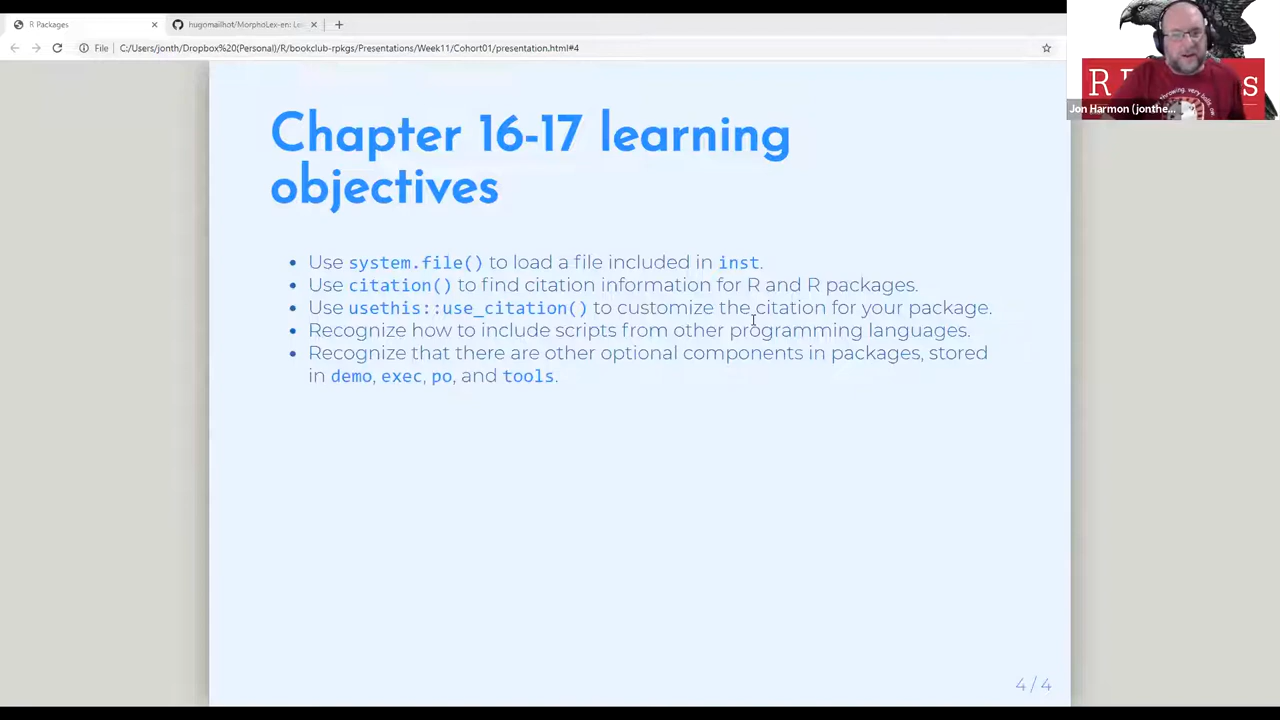 R Packages
hugomailhot/MorphoLex-en: Le
File
C:/Users/jonth/Dropbox%20(Personal)/R/bookclub-rpkgs/Presentations/Week11/Cohort01/presentation.html#4
R
s
throwing, very
Jon Harmon (jonthe...
Chapter 16-17 learning
objectives
• Use system.file() to load a file included in inst.
• Use citation() to find citation information for R and R packages.
• Use usethis::use_citation() to customize the citation for your package.
• Recognize how to include scripts from other programming languages.
• Recognize that there are other optional components in packages, stored
in demo, exec, po, and tools.
4 / 4